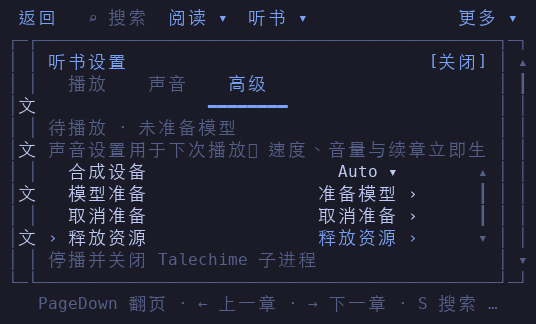 返回 ⌕ 搜索 阅读 ▾ 听书 ▾ 更多 ▾
听书设置 [关闭]
播放 声音 高级
文
待播放 · 未准备模型
文 声音设置用于下次播放 速度、音量与续章立即生
合成设备 Auto ▾
文 模型准备 准备模型 ›
取消准备 取消准备 ›
文 › 释放资源 释放资源 ›
停播并关闭 Talechime 子进程
PageDown 翻页 · ← 上一章 · → 下一章 · S 搜索 …